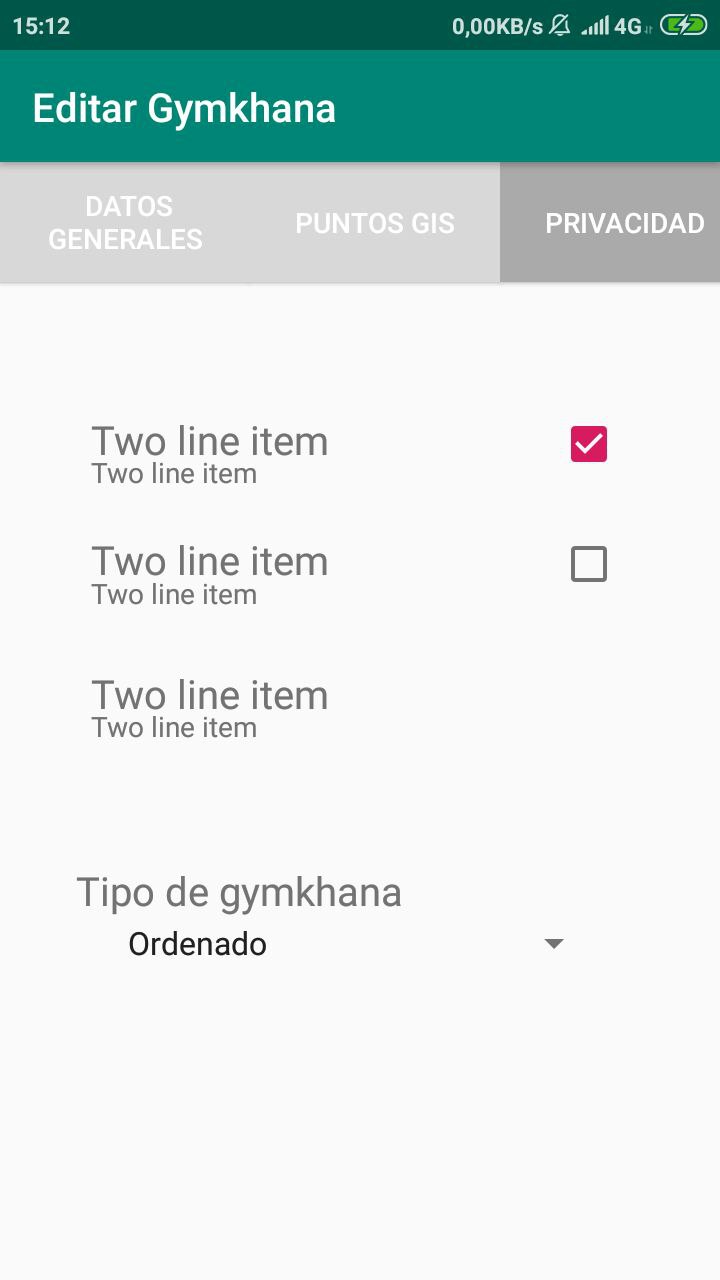 15:12
0,00KB/s 4G
Editar Gymkhana
DATOS
GENERALES
PUNTOS GIS
PRIVACIDAD
Two line item
Two line item
Two line item
Two line item
Two line item
Two line item
Tipo de gymkhana
Ordenado